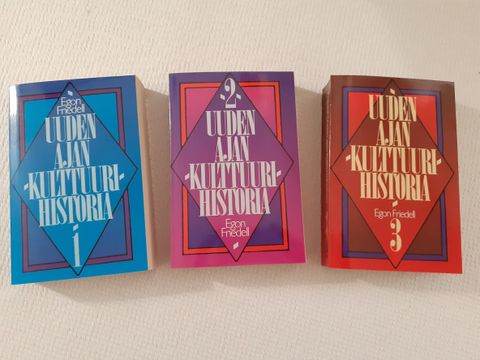 Egon
Friedell
UUDEN
AJAN
-KULTTUURI-
HISTORIA
1
-2-
UUDEN
AJAN
-KULTTUURI-
HISTORIA
Egon
Friedell
UUDEN
AJAN
-KULTTUURI-
HISTORIA
Egon Friedell
3